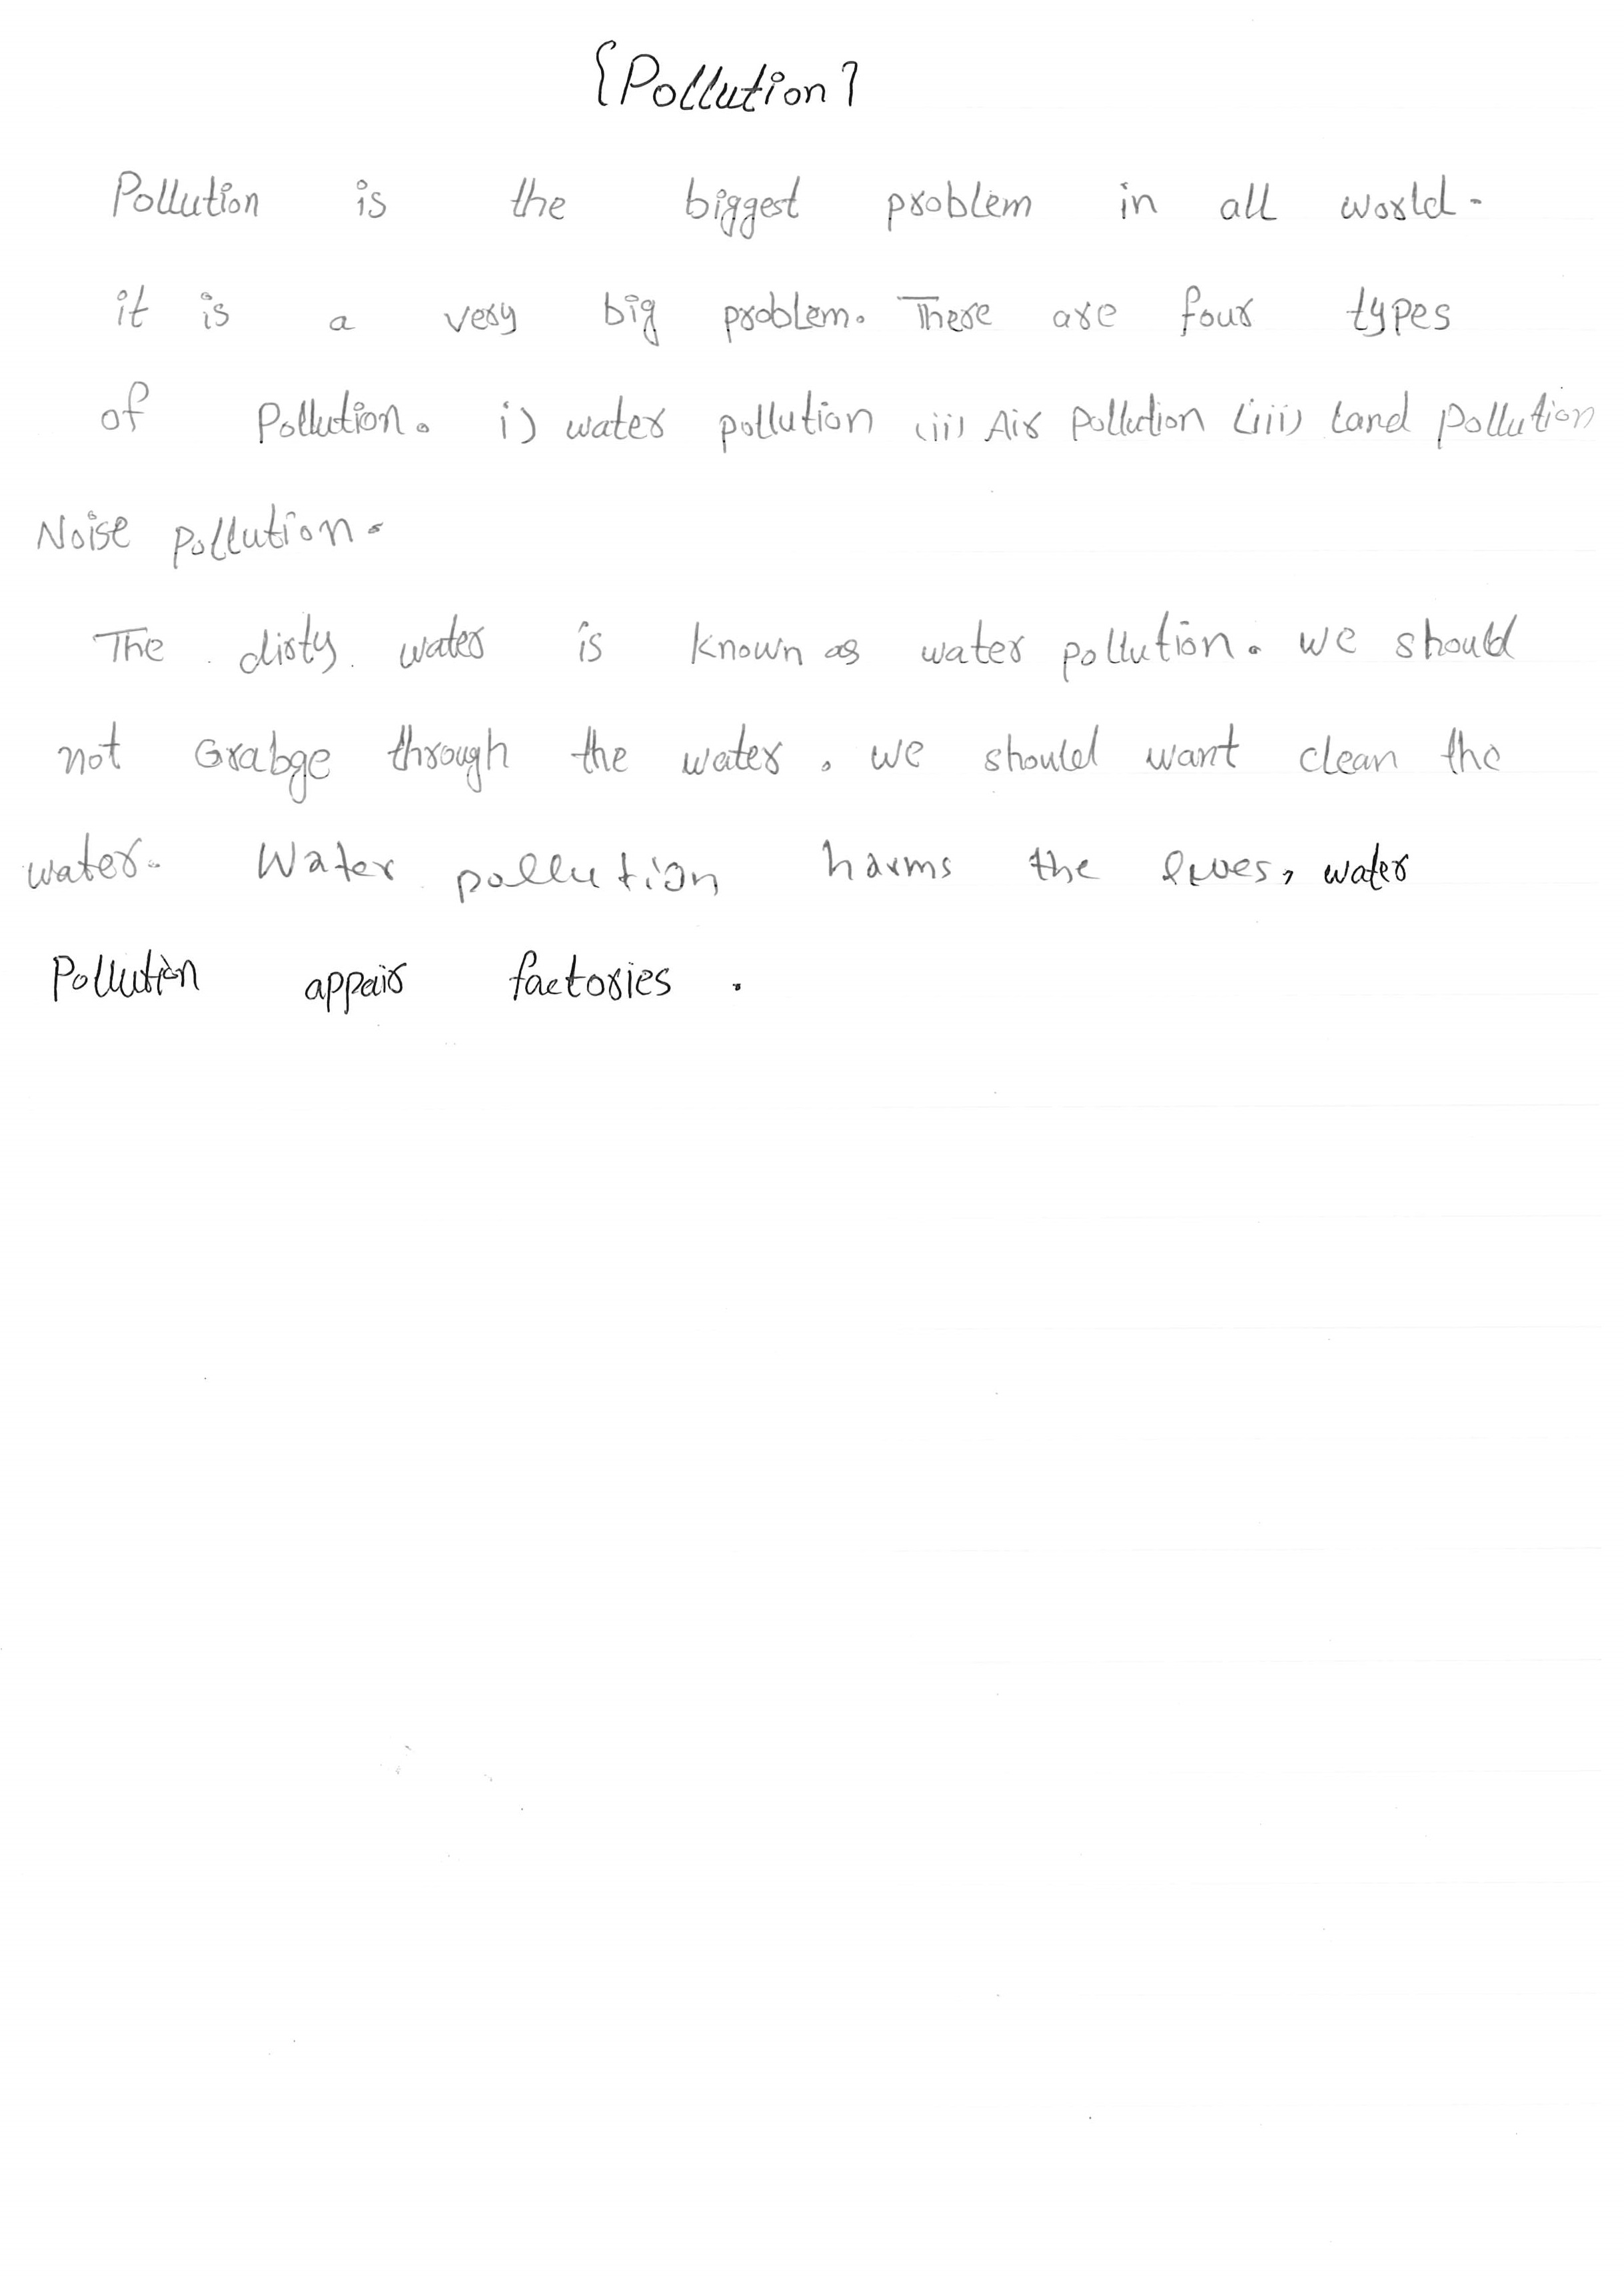 {Pollution}
Pollution is the biggest problem in all world.
it is a very big problem. There are four types
of Pollution. i) water pollution (ii) Air Pollution (iii) Land pollution
Noise pollution.
The dirty water is known as water pollution. we should
not Grabge through the water. we should want clean the
water. Water pollution harms the lives, water
Pollution appair factories.